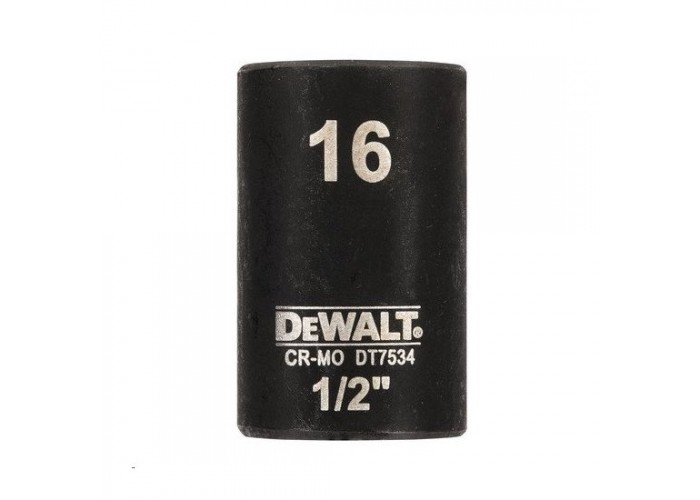 16
DeWALT®
CR-MO DT7534
1/2"